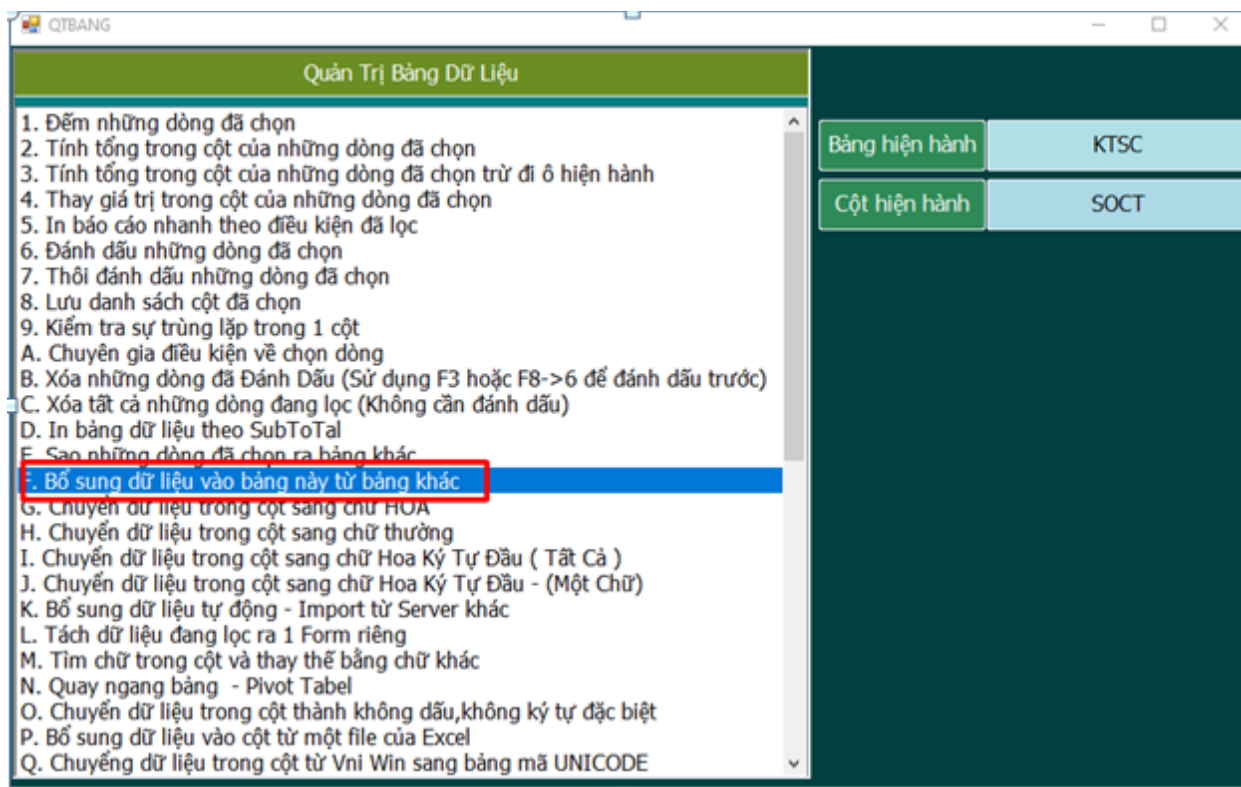 QTBANG
Quản Trị Bảng Dữ Liệu
1. Đếm những dòng đã chọn
2. Tính tổng trong cột của những dòng đã chọn
3. Tính tổng trong cột của những dòng đã chọn trừ đi ô hiện hành
4. Thay giá trị trong cột của những dòng đã chọn
5. In báo cáo nhanh theo điều kiện đã lọc
6. Đánh dấu những dòng đã chọn
7. Thôi đánh dấu những dòng đã chọn
8. Lưu danh sách cột đã chọn
9. Kiểm tra sự trùng lặp trong 1 cột
A. Chuyên gia điều kiện về chọn dòng
B. Xóa những dòng đã Đánh Dấu (Sử dụng F3 hoặc F8->6 để đánh dấu trước)
C. Xóa tất cả những dòng đang lọc (Không cần đánh dấu)
D. In bảng dữ liệu theo SubToTal
E. Sao những dòng đã chọn ra bảng khác
F. Bổ sung dữ liệu vào bảng này từ bảng khác
G. Chuyển dữ liệu trong cột sang chữ HOA
H. Chuyển dữ liệu trong cột sang chữ thường
I. Chuyển dữ liệu trong cột sang chữ Hoa Ký Tự Đầu ( Tất Cả )
J. Chuyển dữ liệu trong cột sang chữ Hoa Ký Tự Đầu - (Một Chữ)
K. Bổ sung dữ liệu tự động - Import từ Server khác
L. Tách dữ liệu đang lọc ra 1 Form riêng
M. Tìm chữ trong cột và thay thế bằng chữ khác
N. Quay ngang bảng  - Pivot Tabel
O. Chuyển dữ liệu trong cột thành không dấu,không ký tự đặc biệt
P. Bổ sung dữ liệu vào cột từ một file của Excel
Q. Chuyểng dữ liệu trong cột từ Vni Win sang bảng mã UNICODE
Bảng hiện hành KTSC
Cột hiện hành SOCT